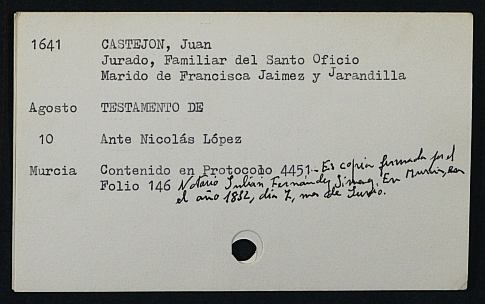 1641 CASTEJON, Juan
Jurado, Familiar del Santo Oficio
Marido de Francisca Jaimez y Jarandilla
Agosto TESTAMENTO DE
10 Ante Nicolás López
Murcia Contenido en Protocolo 4451.- Es copia firmada por el
Folio 146 Notario Julián Fernández En Murcia, en
el año 1832, día 7, mes de Junio.